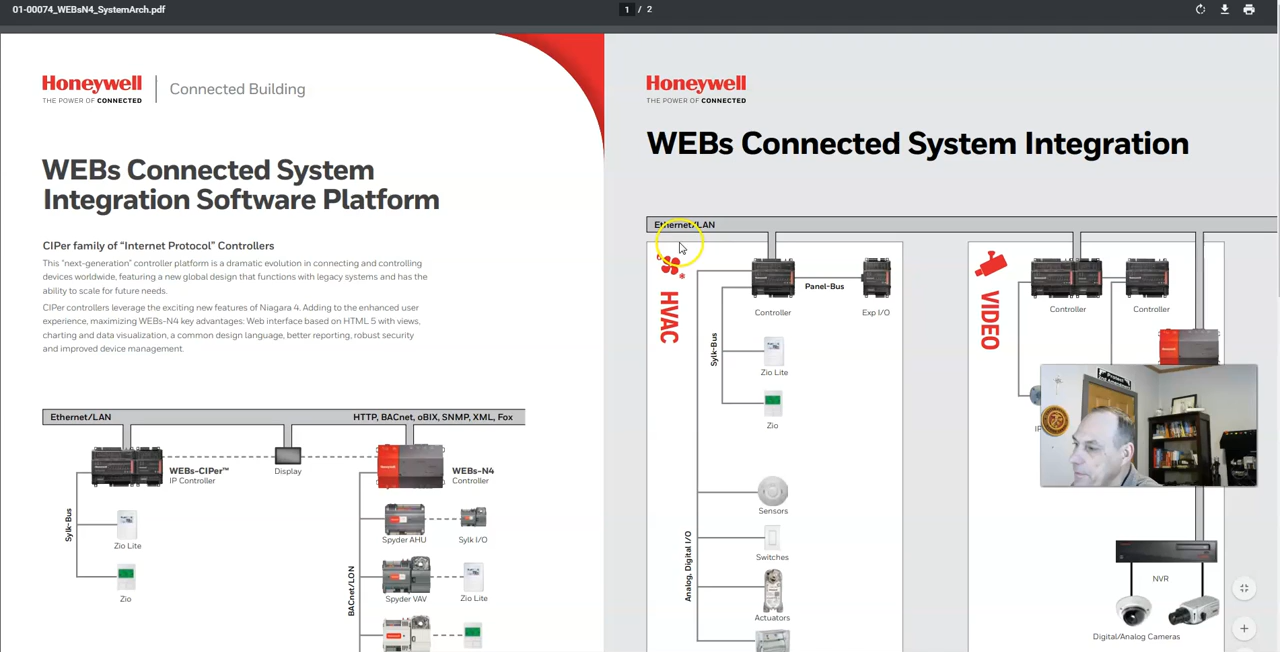 01-00074_WEBsN4_SystemArch.pdf
1 / 2
Honeywell
THE POWER OF CONNECTED
Connected Building
WEBs Connected System
Integration Software Platform
CIPer family of “Internet Protocol” Controllers
This “next-generation” controller platform is a dramatic evolution in connecting and controlling
devices worldwide, featuring a new global design that functions with legacy systems and has the
ability to scale for future needs.
CIPer controllers leverage the exciting new features of Niagara 4. Adding to the enhanced user
experience, maximizing WEBs-N4 key advantages: Web interface based on HTML 5 with views,
charting and data visualization, a common design language, better reporting, robust security
and improved device management.
Ethernet/LAN
HTTP, BACnet, oBIX, SNMP, XML, Fox
WEBs-CIPer™
IP Controller
Display
WEBs-N4
Controller
Sylk-Bus
Zio Lite
Zio
BACnet/LON
Spyder AHU
Sylk I/O
Spyder VAV
Zio Lite
Honeywell
THE POWER OF CONNECTED
WEBs Connected System Integration
Ethernet/LAN
HVAC
Controller
Panel-Bus
Exp I/O
Sylk-Bus
Zio Lite
Zio
Analog, Digital I/O
Sensors
Switches
Actuators
VIDEO
Controller
Controller
IP
NVR
Digital/Analog Cameras